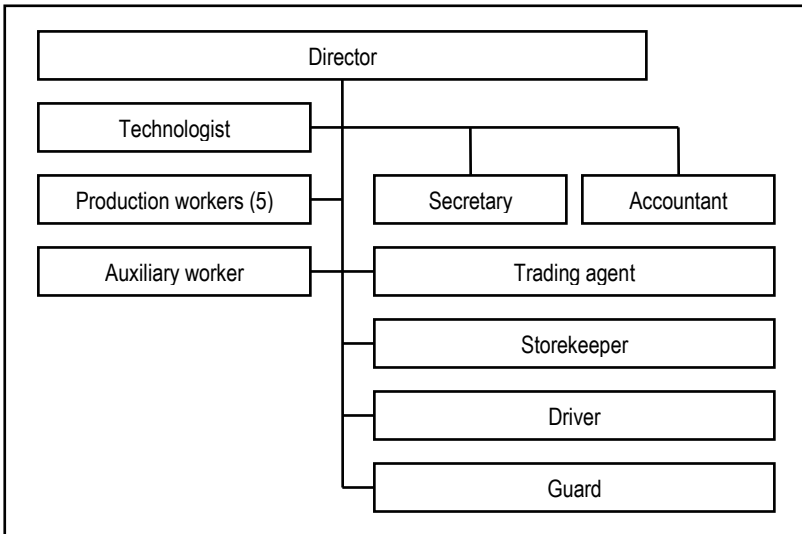 Director
Technologist
Production workers (5)
Secretary
Accountant
Auxiliary worker
Trading agent
Storekeeper
Driver
Guard